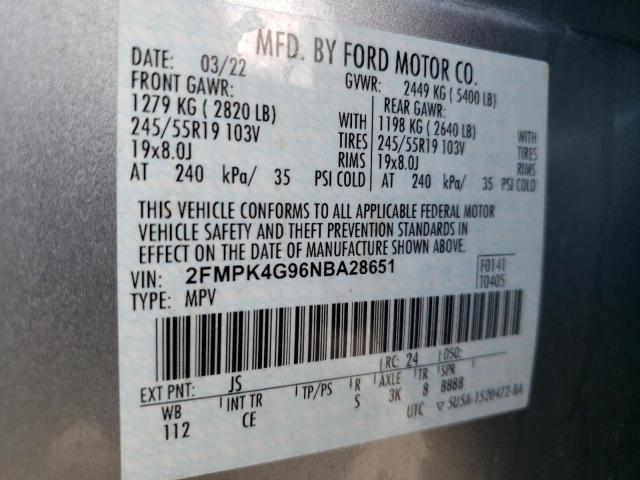 MFD. BY FORD MOTOR CO.
DATE: 03/22 GVWR: 2449 KG ( 5400 LB)
FRONT GAWR: REAR GAWR:
1279 KG ( 2820 LB) WITH 1198 KG ( 2640 LB) WITH
245/55R19 103V TIRES 245/55R19 103V TIRES
19x8.0J RIMS 19x8.0J RIMS
AT 240 kPa/ 35 PSI COLD AT 240 kPa/ 35 PSI COLD
THIS VEHICLE CONFORMS TO ALL APPLICABLE FEDERAL MOTOR
VEHICLE SAFETY AND THEFT PREVENTION STANDARDS IN
EFFECT ON THE DATE OF MANUFACTURE SHOWN ABOVE.
VIN: 2FMPK4G96NBA28651 F0141
TYPE: MPV T0405
EXT PNT: JS RC: 24 DSO:
WB INT TR TP/PS R AXLE TR SPR
112 CE S 3K 8 8888
UTC ▽ 5U5A-1520472-BA